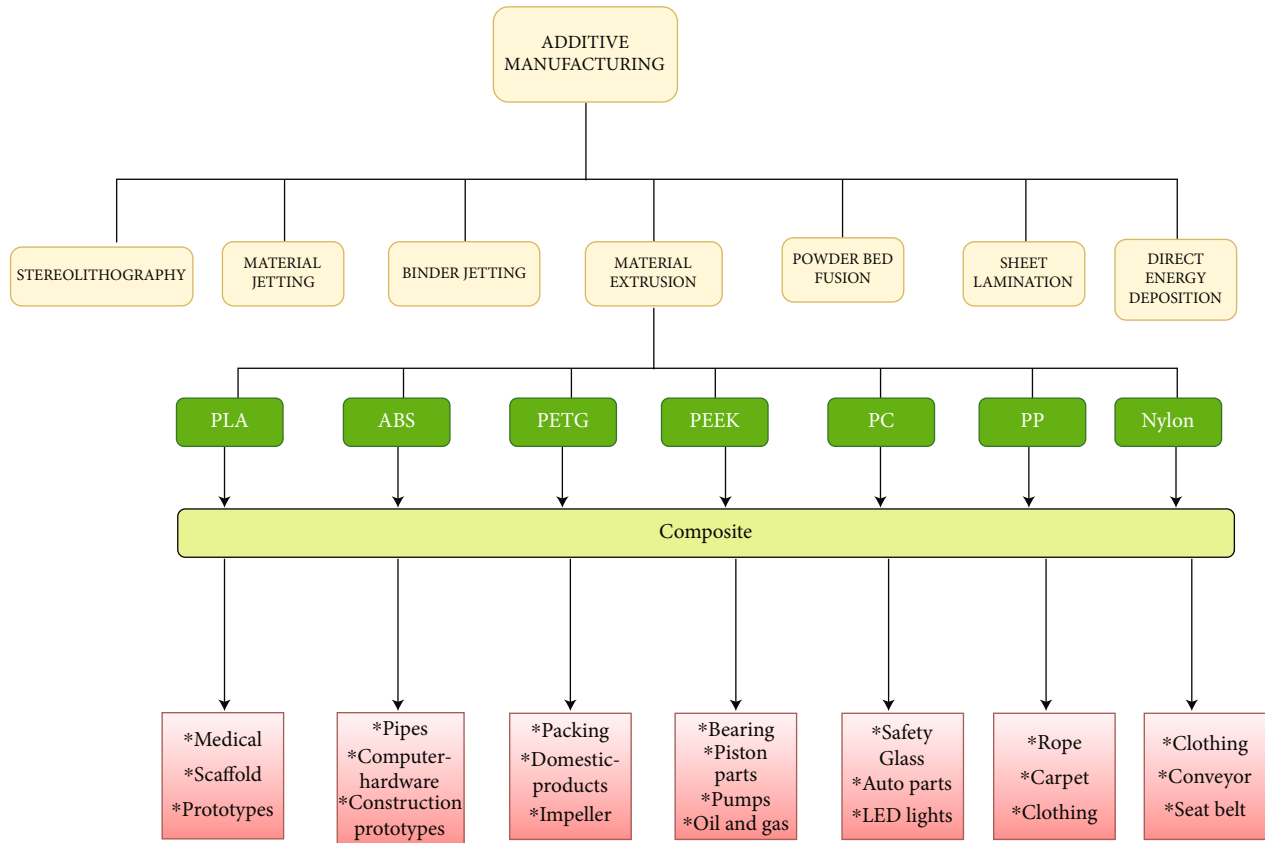 ADDITIVE
MANUFACTURING
STEREOLITHOGRAPHY
MATERIAL
JETTING
BINDER JETTING
MATERIAL
EXTRUSION
POWDER BED
FUSION
SHEET
LAMINATION
DIRECT
ENERGY
DEPOSITION
PLA
ABS
PETG
PEEK
PC
PP
Nylon
Composite
*Medical
*Scaffold
*Prototypes
*Pipes
*Computer-
hardware
*Construction
prototypes
*Packing
*Domestic-
products
*Impeller
*Bearing
*Piston
parts
*Pumps
*Oil and gas
*Safety
Glass
*Auto parts
*LED lights
*Rope
*Carpet
*Clothing
*Clothing
*Conveyor
*Seat belt